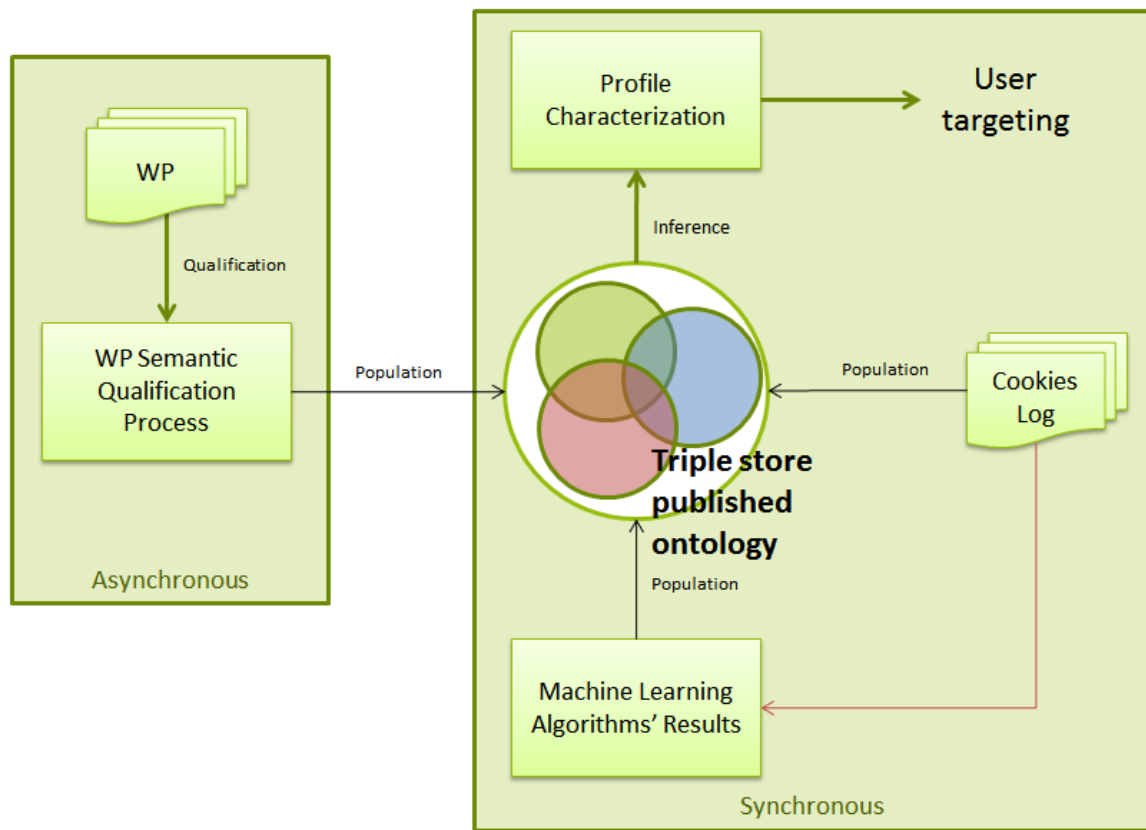 WP
Qualification
WP Semantic
Qualification
Process
Asynchronous
Population
Profile
Characterization
User
targeting
Inference
Triple store
published
ontology
Population
Cookies
Log
Population
Machine Learning
Algorithms’ Results
Synchronous